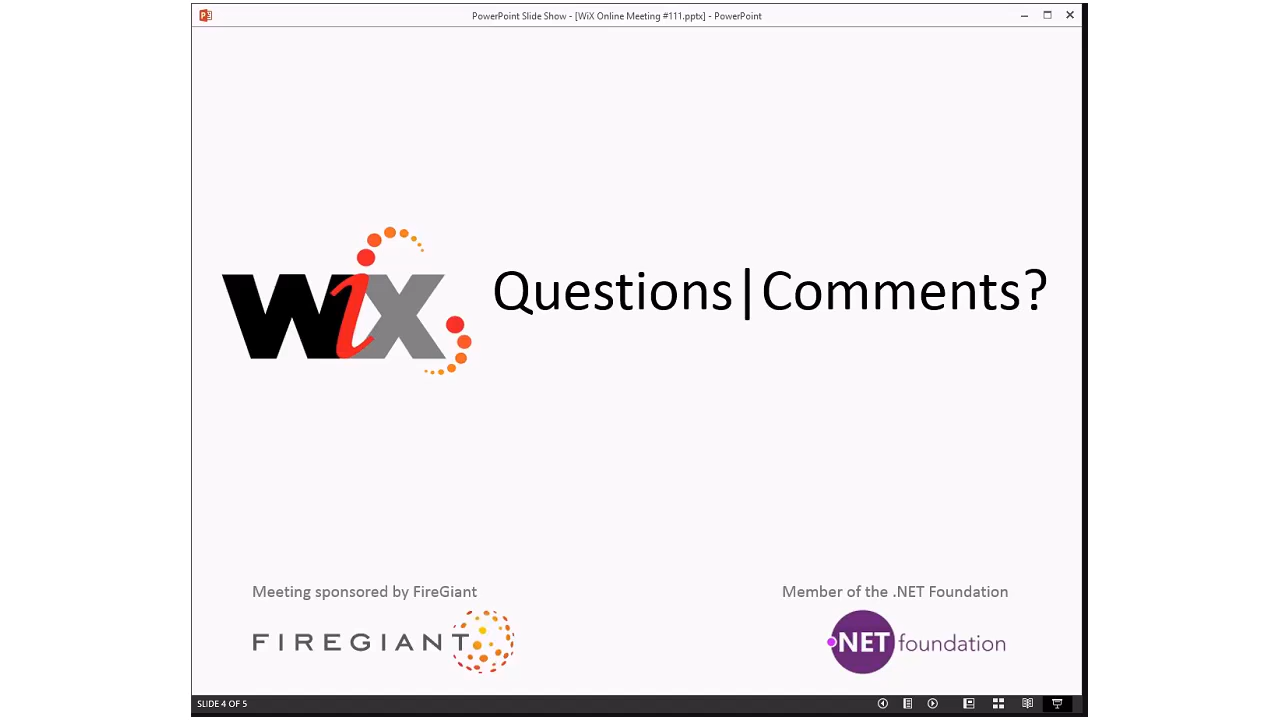 PowerPoint Slide Show - [WiX Online Meeting #111.pptx] - PowerPoint
WiX
Questions|Comments?
Meeting sponsored by FireGiant
Member of the .NET Foundation
FIREGIANT
.NET foundation
SLIDE 4 OF 5